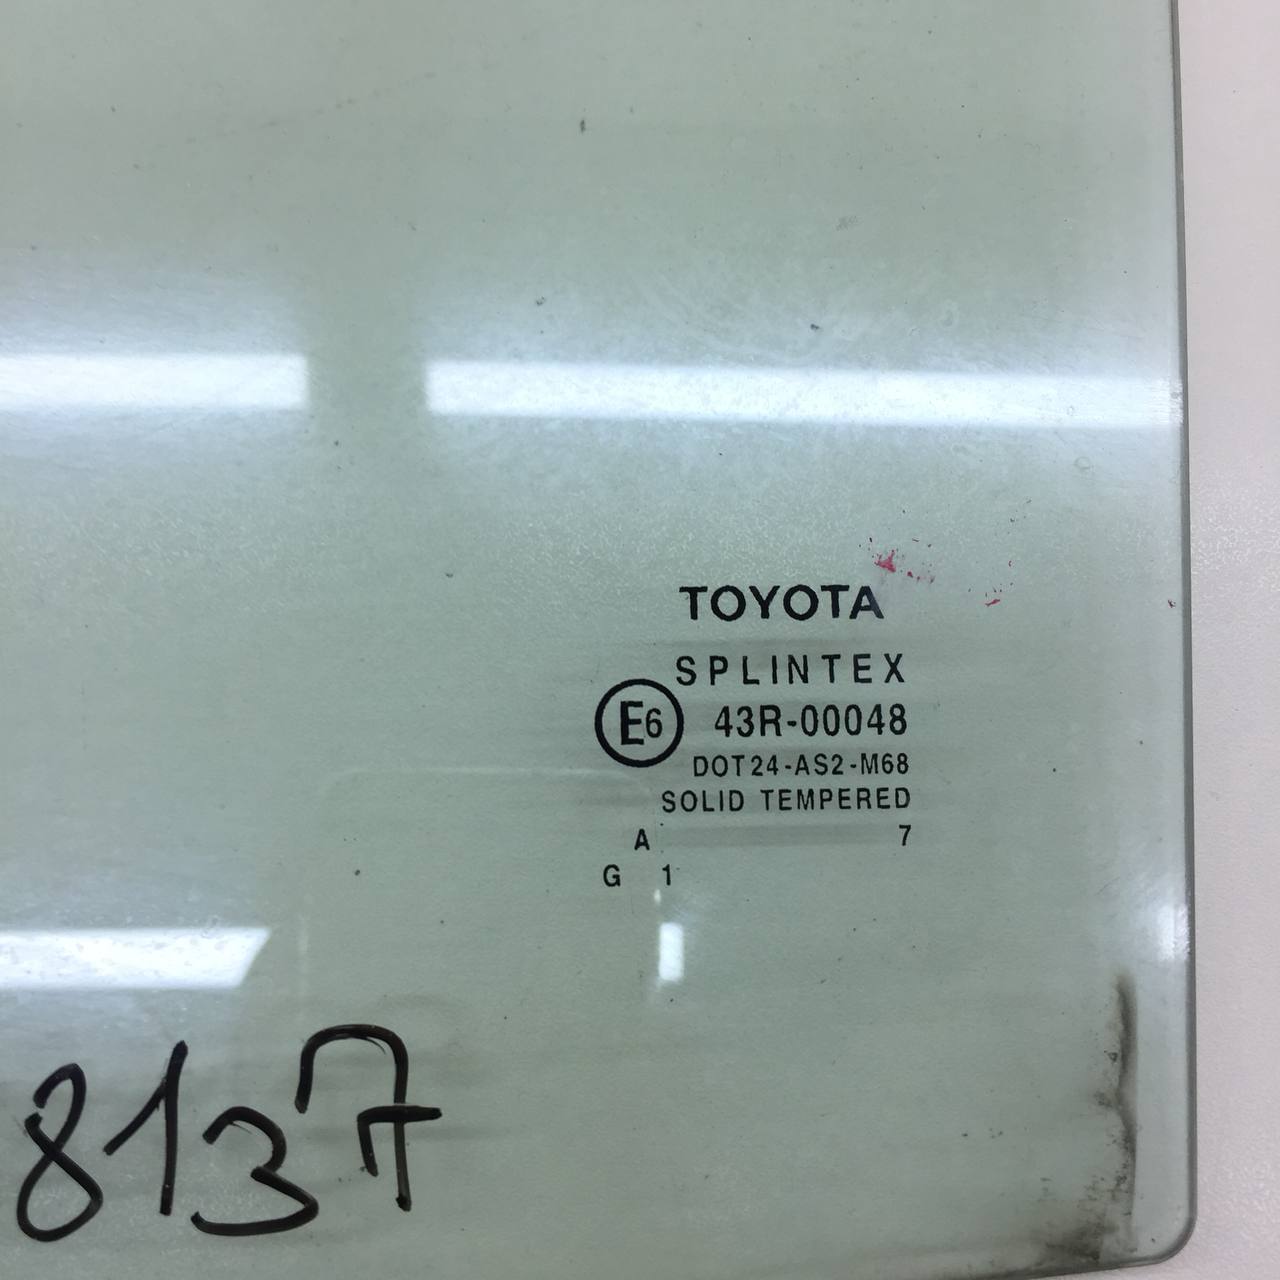 TOYOTA
SPLINTEX
E6 43R-00048
DOT24-AS2-M68
SOLID TEMPERED
A 7
G 1
8137